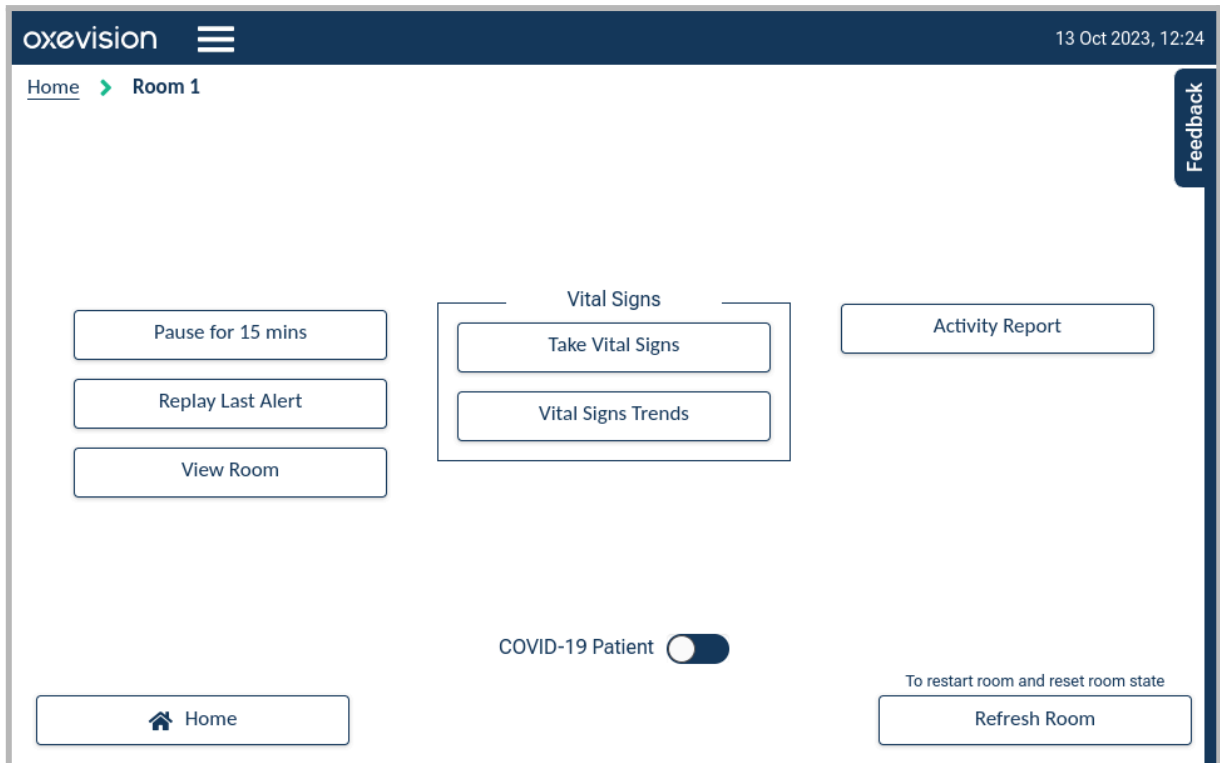 oxevision
13 Oct 2023, 12:24
Home Room 1
Feedback
Pause for 15 mins
Replay Last Alert
View Room
Vital Signs
Take Vital Signs
Vital Signs Trends
Activity Report
COVID-19 Patient
To restart room and reset room state
Home
Refresh Room